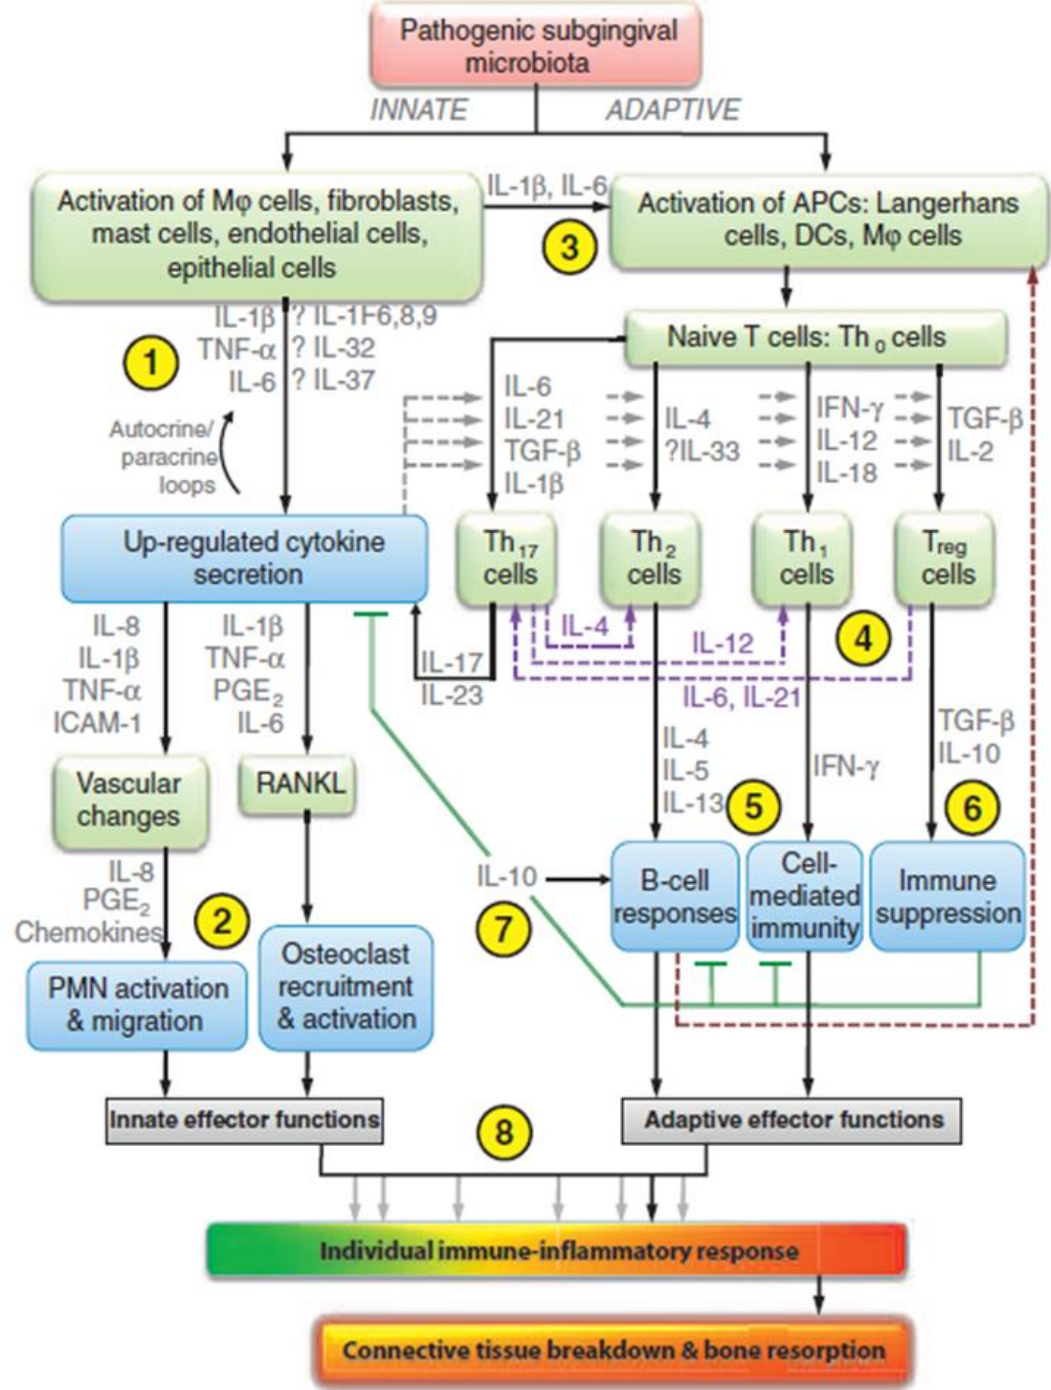 Pathogenic subgingival
microbiota
INNATE
ADAPTIVE
Activation of Mφ cells, fibroblasts,
mast cells, endothelial cells,
epithelial cells
IL-1β, IL-6
3
Activation of APCs: Langerhans
cells, DCs, Mφ cells
1
IL-1β
TNF-α
IL-6
? IL-1F6,8,9
? IL-32
? IL-37
Autocrine/
paracrine
loops
Naive T cells: Th0 cells
IL-6
IL-21
TGF-β
IL-1β
IL-4
?IL-33
IFN-γ
IL-12
IL-18
TGF-β
IL-2
Up-regulated cytokine
secretion
Th17
cells
Th2
cells
Th1
cells
Treg
cells
IL-4
IL-12
4
IL-6, IL-21
IL-17
IL-23
IL-8
IL-1β
TNF-α
ICAM-1
IL-1β
TNF-α
PGE2
IL-6
Vascular
changes
RANKL
IL-4
IL-5
IL-13
5
IFN-γ
TGF-β
IL-10
6
IL-8
PGE2
Chemokines
2
IL-10
7
B-cell
responses
Cell-
mediated
immunity
Immune
suppression
PMN activation
& migration
Osteoclast
recruitment
& activation
Innate effector functions
8
Adaptive effector functions
Individual immune-inflammatory response
Connective tissue breakdown & bone resorption